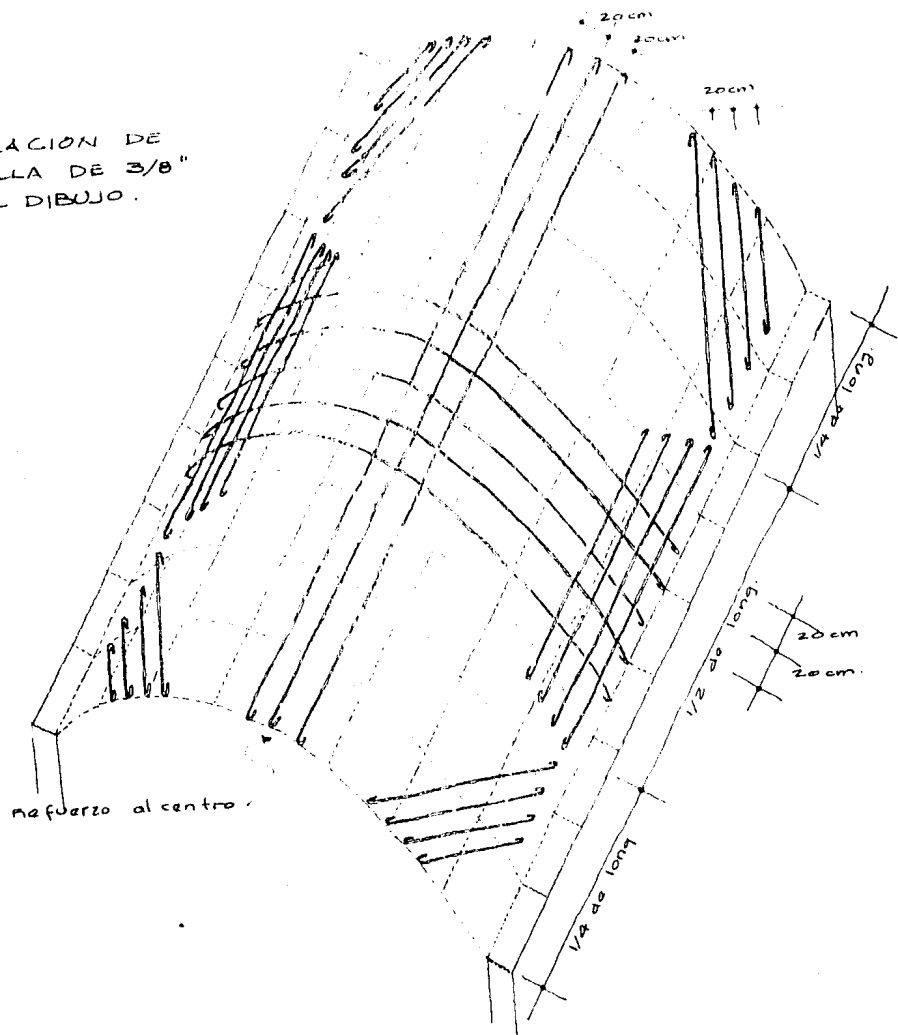 20cm
20cm
20cm
ACION DE
LLA DE 3/8"
L DIBUJO.
1/4 de long.
1/2 de long.
20cm
20cm.
Refuerzo al centro.
1/4 de long